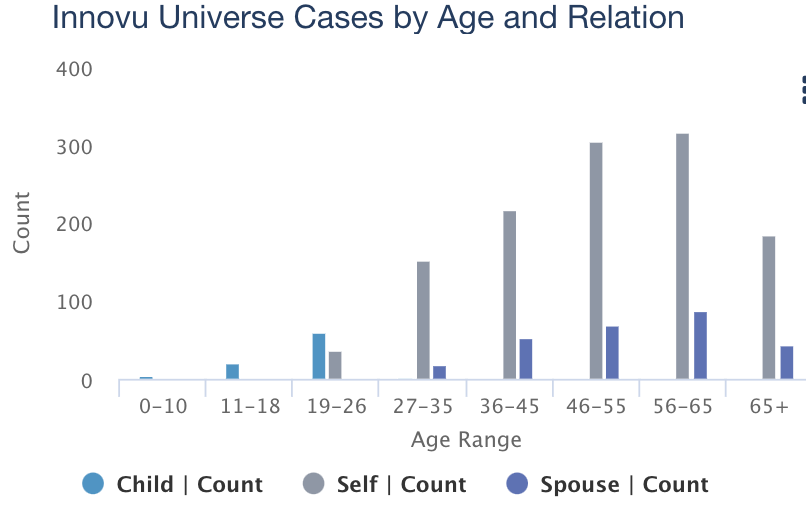 Innovu Universe Cases by Age and Relation
400
300
200
100
0
Count
0–10 11–18 19–26 27–35 36–45 46–55 56–65 65+
Age Range
Child | Count Self | Count Spouse | Count